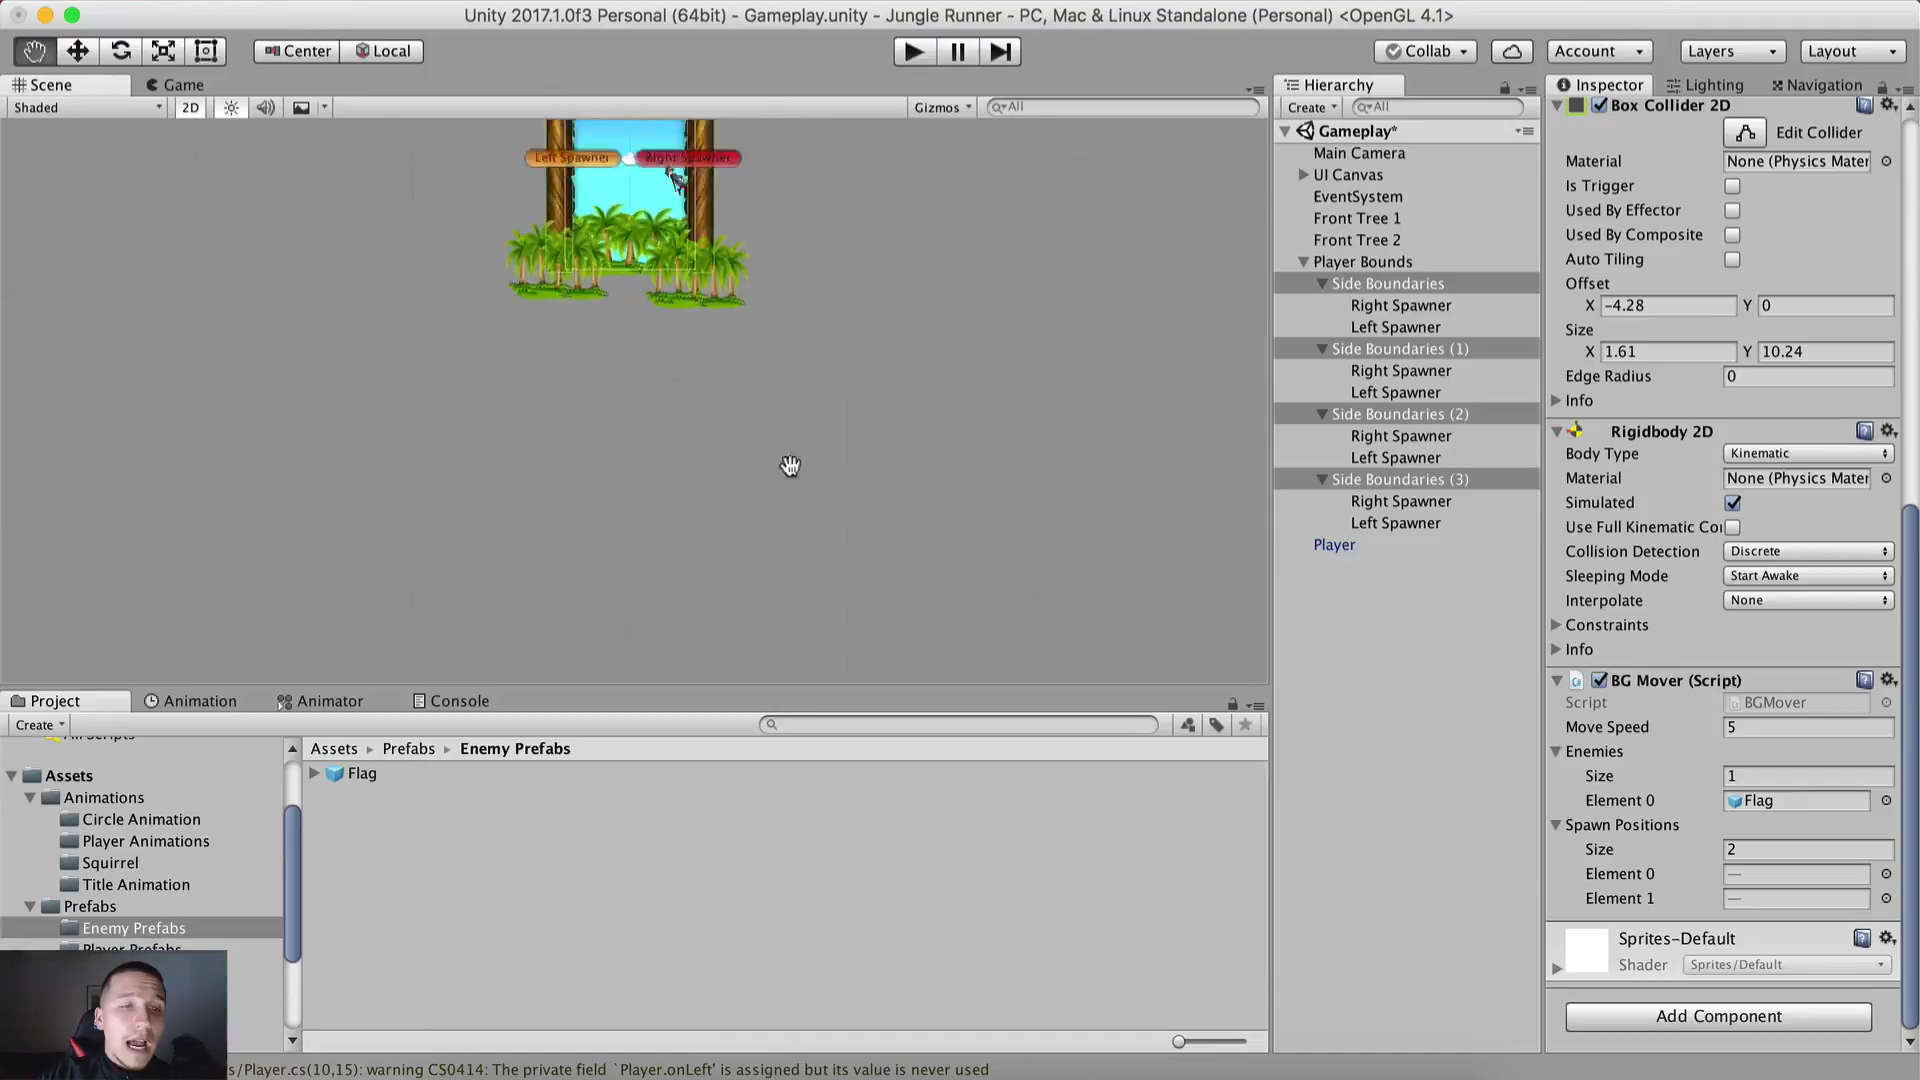 Unity 2017.1.0f3 Personal (64bit) - Gameplay.unity - Jungle Runner - PC, Mac & Linux Standalone (Personal) <OpenGL 4.1>
Center Local Collab Account Layers Layout
Scene Game
Shaded 2D Gizmos All
Left Spawner Right Spawner
Hierarchy
Create All
Gameplay*
Main Camera
UI Canvas
EventSystem
Front Tree 1
Front Tree 2
Player Bounds
Side Boundaries
Right Spawner
Left Spawner
Side Boundaries (1)
Right Spawner
Left Spawner
Side Boundaries (2)
Right Spawner
Left Spawner
Side Boundaries (3)
Right Spawner
Left Spawner
Player
Inspector Lighting Navigation
Box Collider 2D
Edit Collider
Material None (Physics Mater
Is Trigger
Used By Effector
Used By Composite
Auto Tiling
Offset
X -4.28 Y 0
Size
X 1.61 Y 10.24
Edge Radius 0
Info
Rigidbody 2D
Body Type Kinematic
Material None (Physics Mater
Simulated
Use Full Kinematic Co
Collision Detection Discrete
Sleeping Mode Start Awake
Interpolate None
Constraints
Info
BG Mover (Script)
Script BGMover
Move Speed 5
Enemies
Size 1
Element 0 Flag
Spawn Positions
Size 2
Element 0 —
Element 1 —
Sprites-Default
Shader Sprites/Default
Add Component
Project Animation Animator Console
Create
All Scripts
Assets
Animations
Circle Animation
Player Animations
Squirrel
Title Animation
Prefabs
Enemy Prefabs
Player Prefabs
Assets Prefabs Enemy Prefabs
Flag
s/Player.cs(10,15): warning CS0414: The private field `Player.onLeft' is assigned but its value is never used